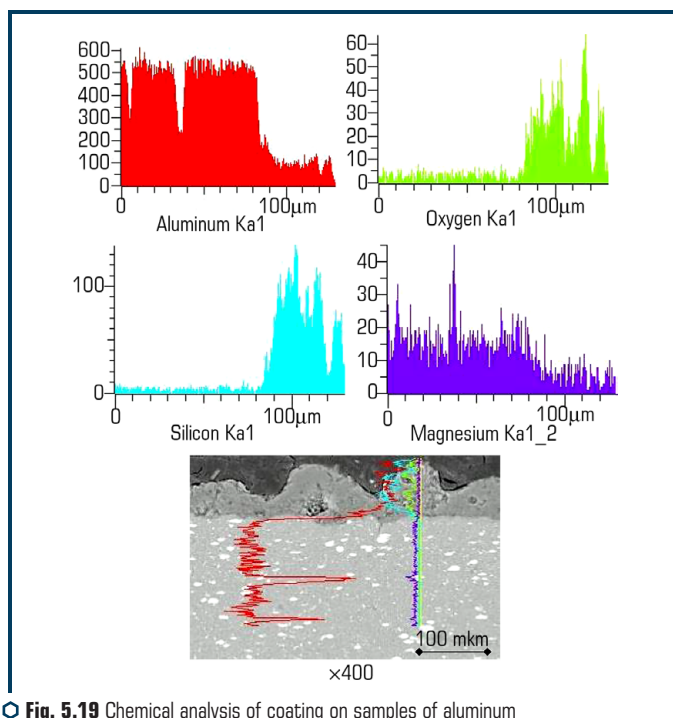 600
500
400
300
200
100
0
0 100µm
Aluminum Ka1
60
50
40
30
20
10
0
0 100µm
Oxygen Ka1
100
0
0 100µm
Silicon Ka1
40
30
20
10
0
0 100µm
Magnesium Ka1_2
100 mkm
×400
Fig. 5.19 Chemical analysis of coating on samples of aluminum